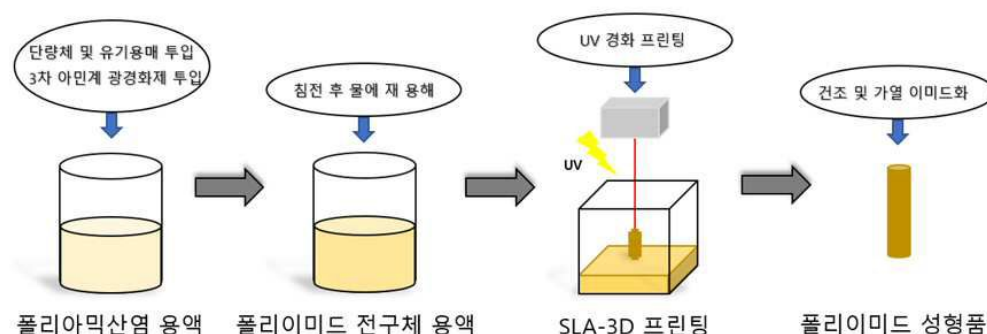 단량체 및 유기용매 투입
3차 아민계 광경화제 투입
침전 후 물에 재 용해
UV 경화 프린팅
건조 및 가열 이미드화
UV
폴리아믹산염 용액
폴리이미드 전구체 용액
SLA-3D 프린팅
폴리이미드 성형품